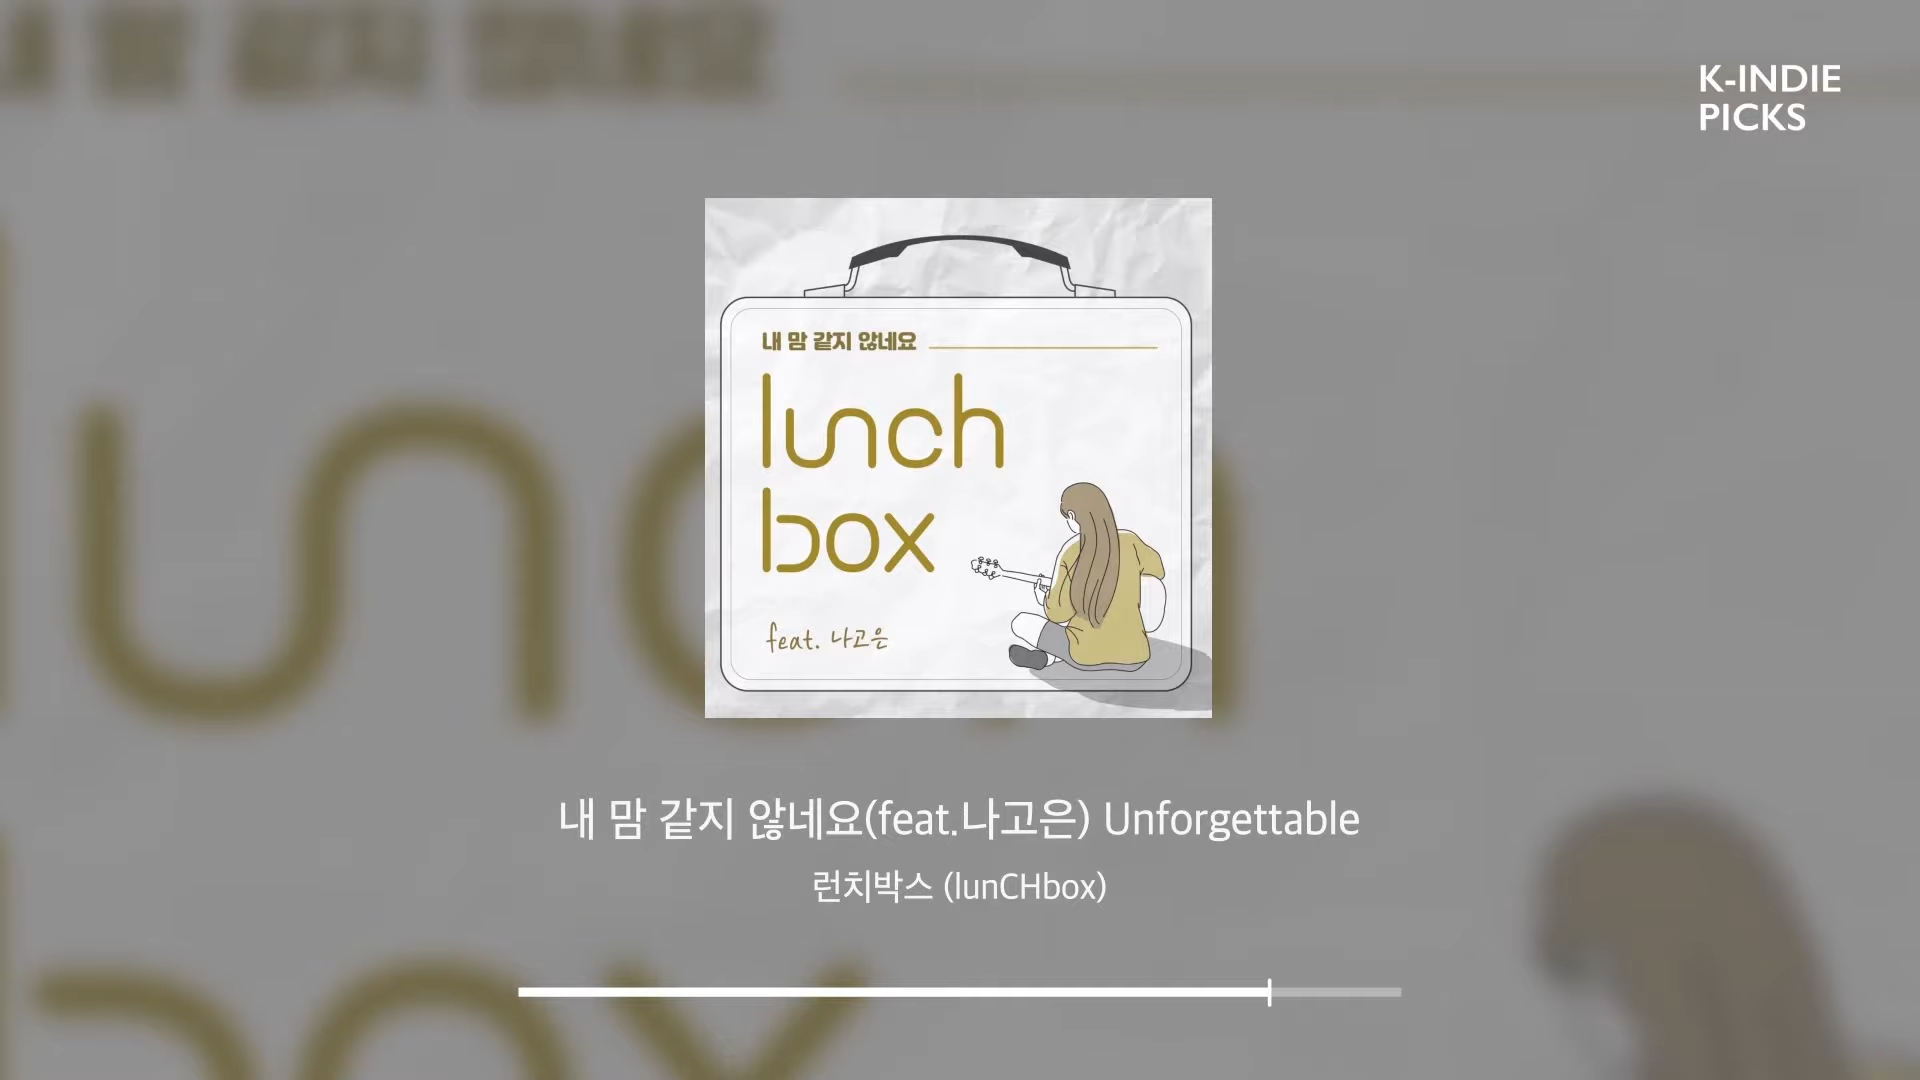 K-INDIE
PICKS
내 맘 같지 않네요
lunch
box
feat. 나고은
내 맘 같지 않네요(feat.나고은) Unforgettable
런치박스 (lunCHbox)